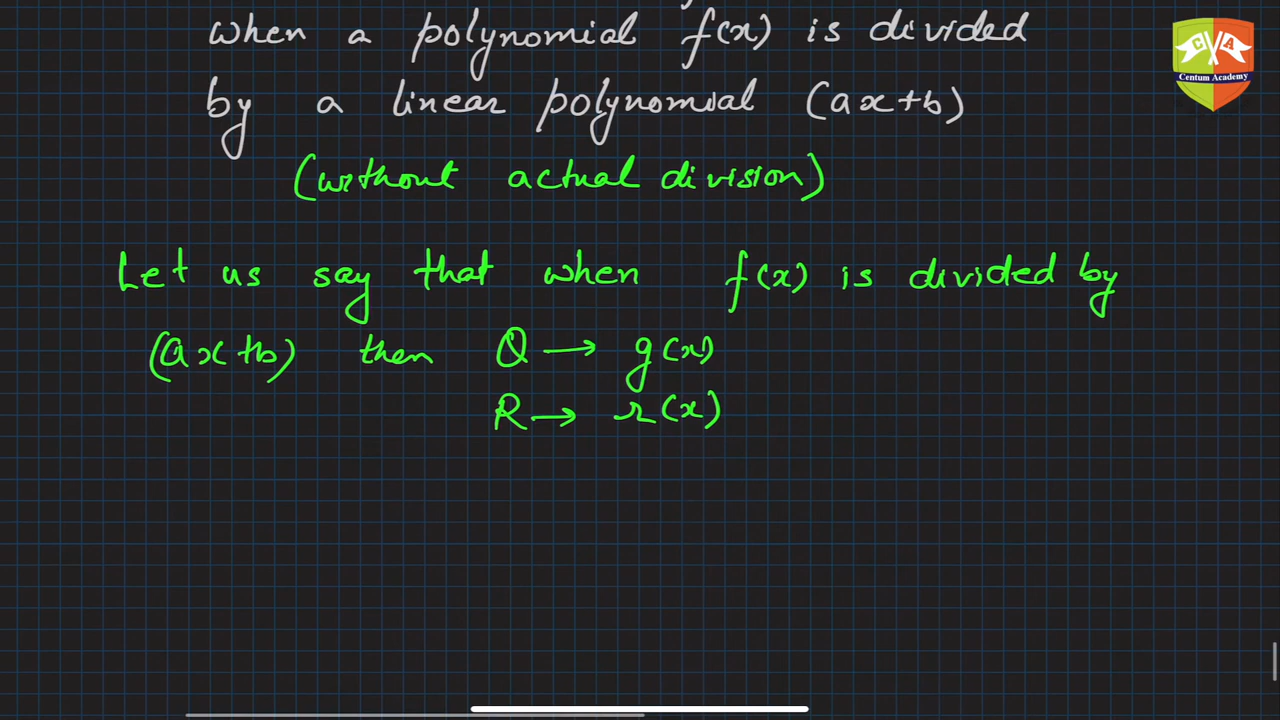 when a polynomial f(x) is divided
by a linear polynomial (ax+b)
(without actual division)
Let us say that when f(x) is divided by
(ax+b) then Q → g(x)
R → r(x)
C A
Centum Academy